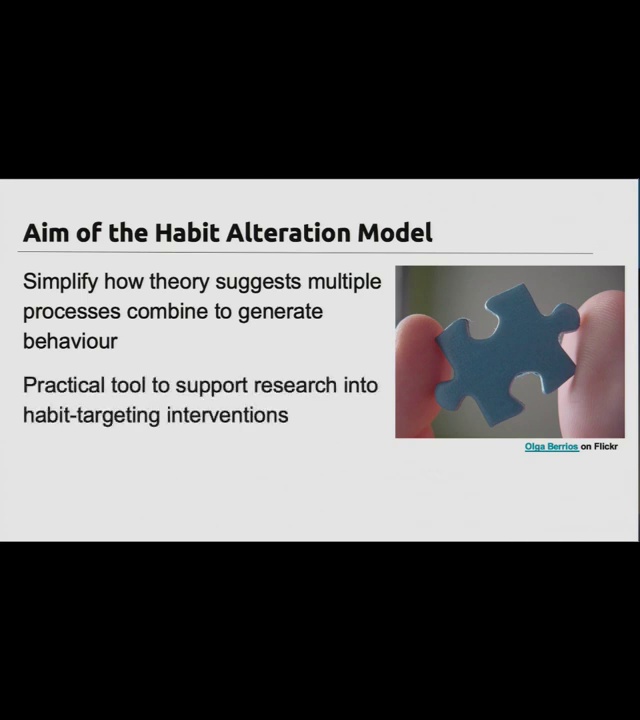 Aim of the Habit Alteration Model
Simplify how theory suggests multiple
processes combine to generate
behaviour
Practical tool to support research into
habit-targeting interventions
Olga Berrios on Flickr